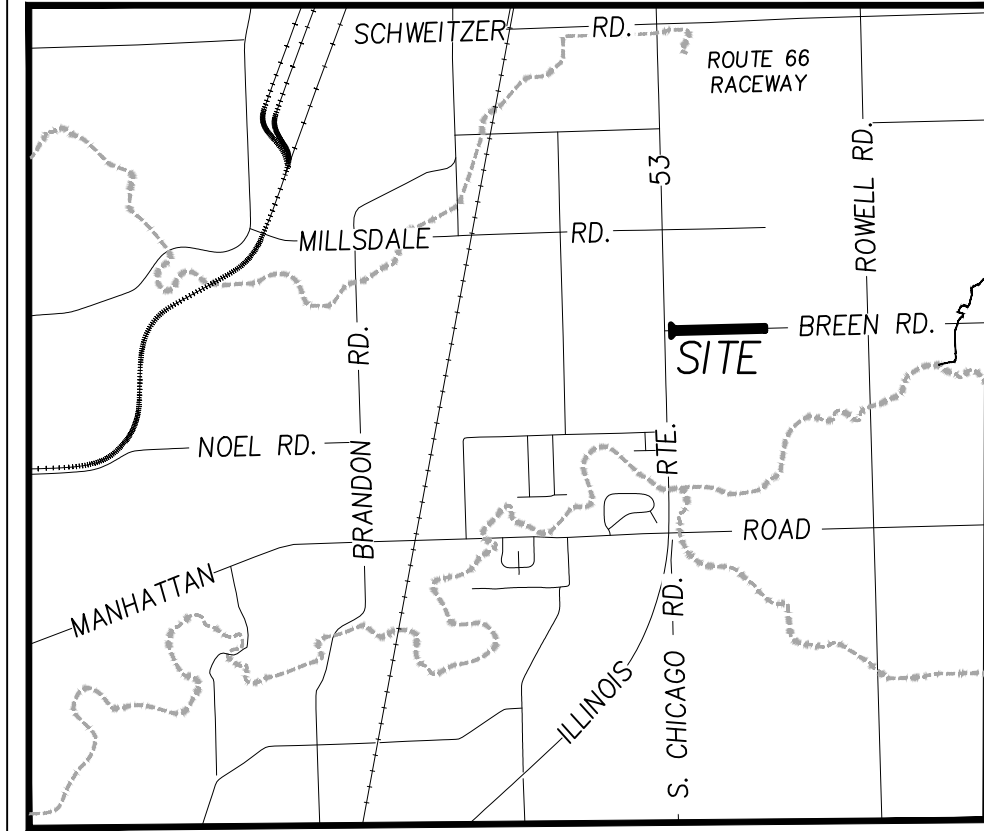 SCHWEITZER RD.
ROUTE 66
RACEWAY
53
ROWELL RD.
MILLSDALE RD.
BREEN RD.
SITE
BRANDON RD.
NOEL RD.
RTE.
MANHATTAN ROAD
ILLINOIS
S. CHICAGO RD.